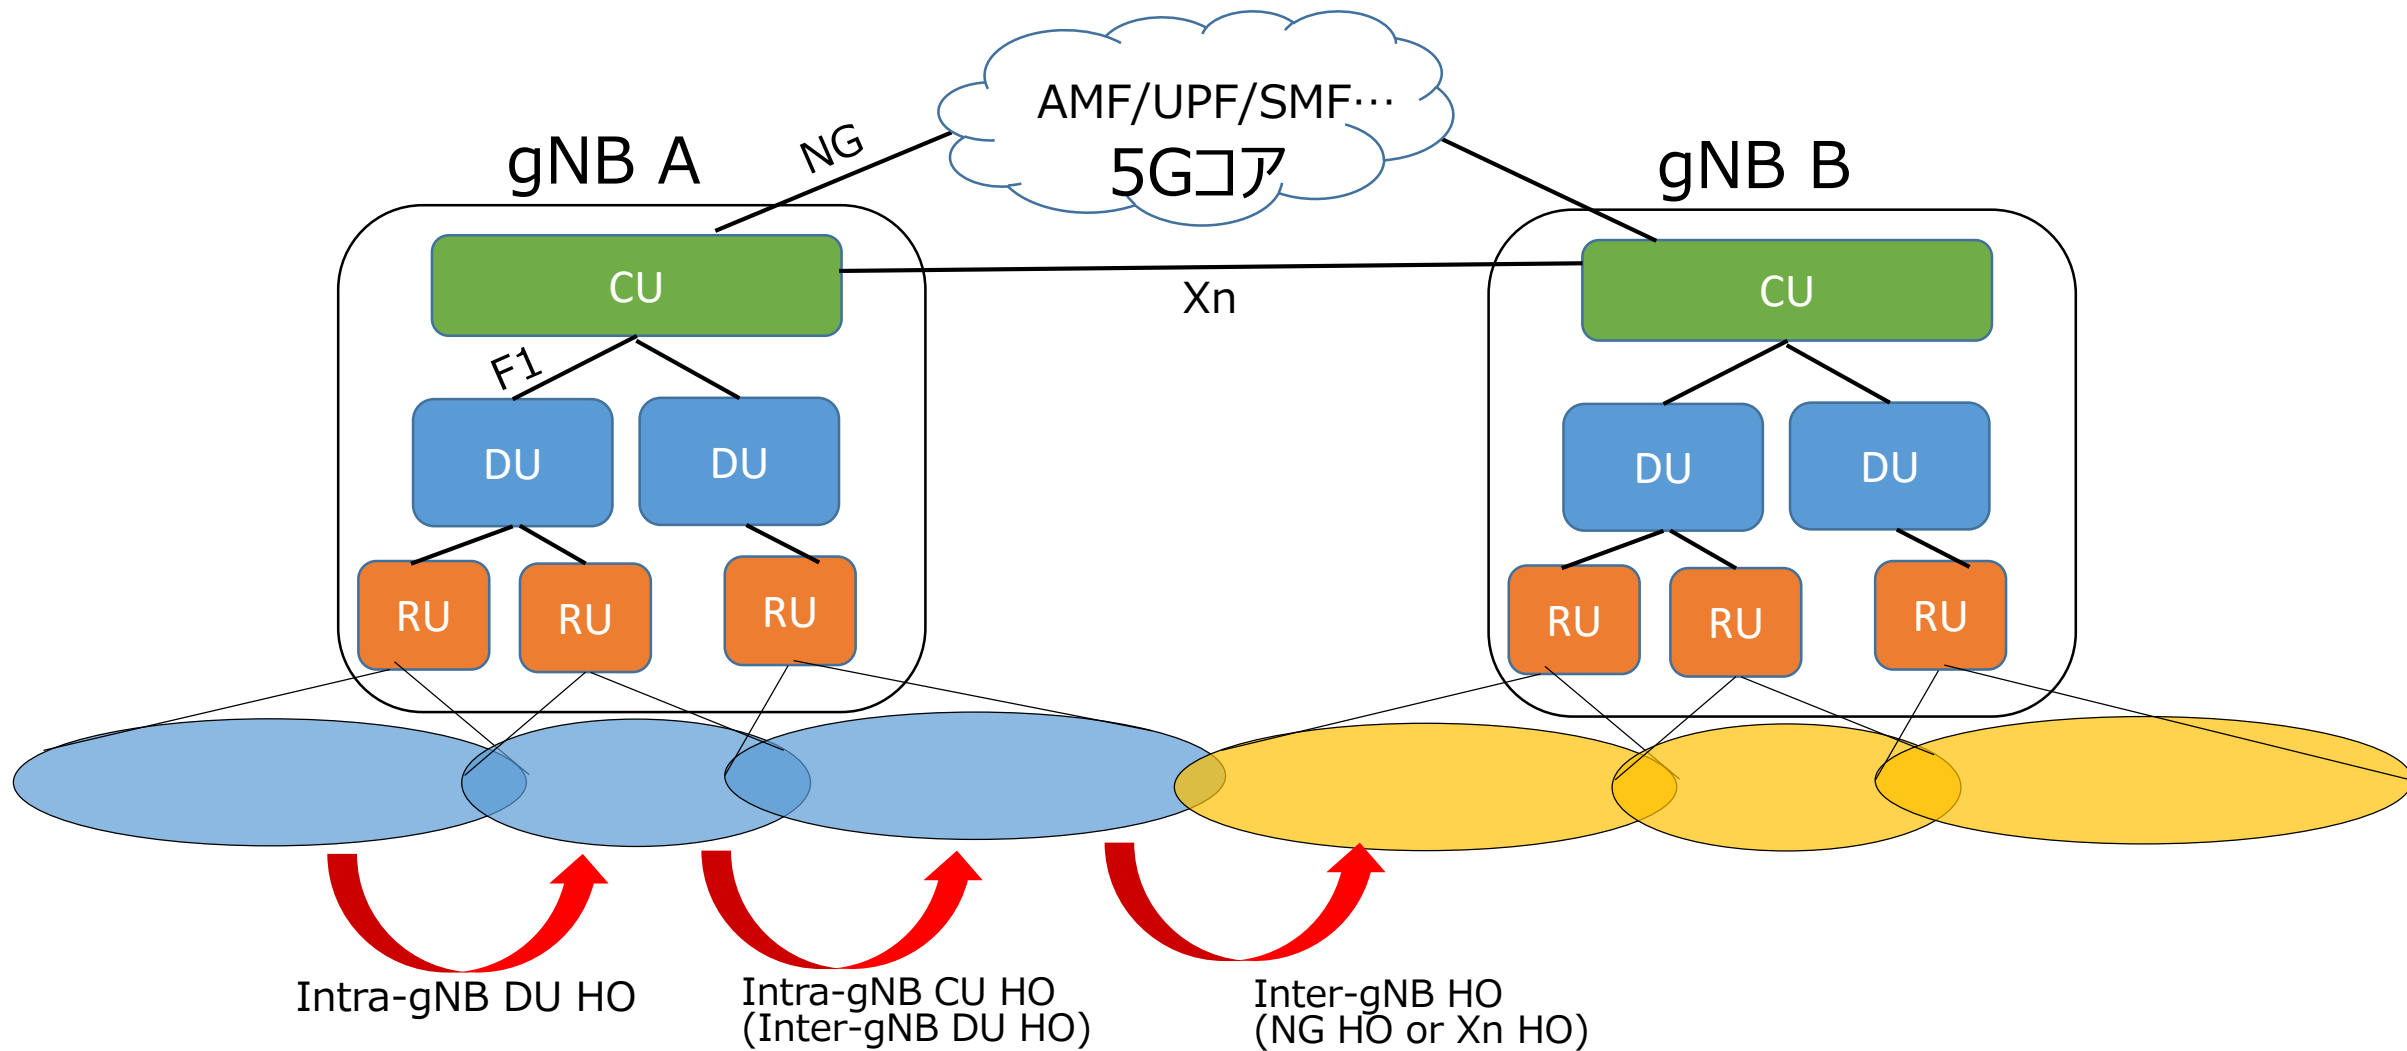 AMF/UPF/SMF…
5Gコア
gNB A
NG
gNB B
CU
CU
Xn
F1
DU
DU
DU
DU
RU
RU
RU
RU
RU
RU
Intra-gNB DU HO
Intra-gNB CU HO
(Inter-gNB DU HO)
Inter-gNB HO
(NG HO or Xn HO)